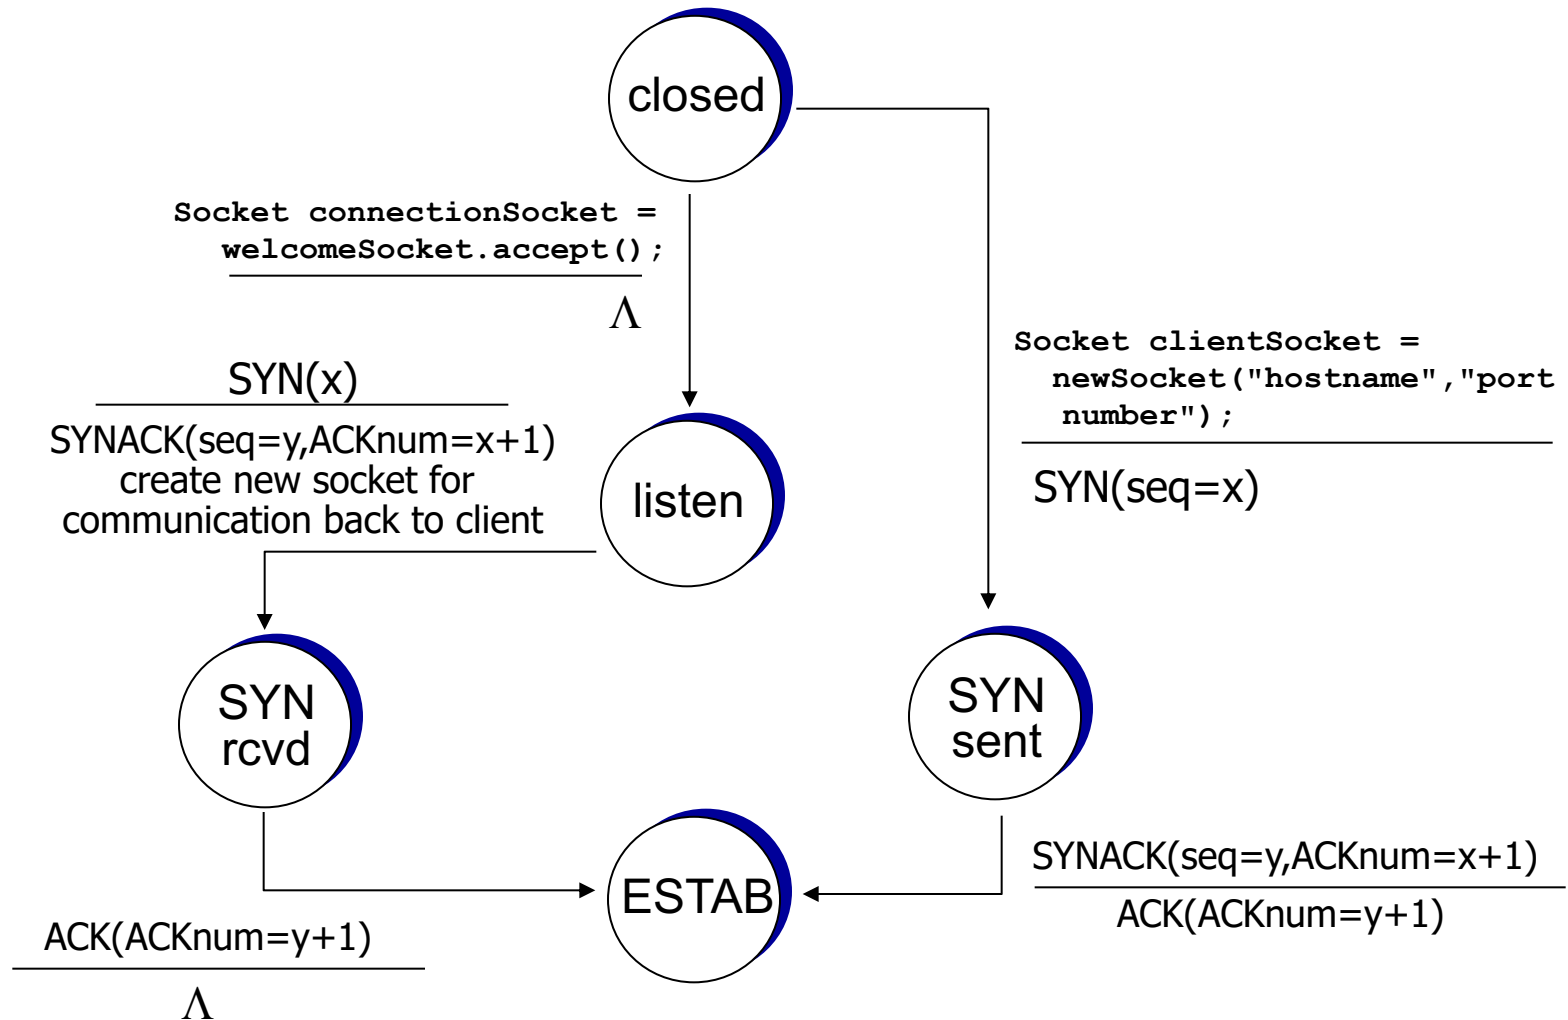 closed
Socket connectionSocket =
welcomeSocket.accept();
Λ
Socket clientSocket =
newSocket("hostname","port
number");
SYN(seq=x)
SYN(x)
SYNACK(seq=y,ACKnum=x+1)
create new socket for
communication back to client
listen
SYN
rcvd
SYN
sent
ESTAB
SYNACK(seq=y,ACKnum=x+1)
ACK(ACKnum=y+1)
ACK(ACKnum=y+1)
Λ